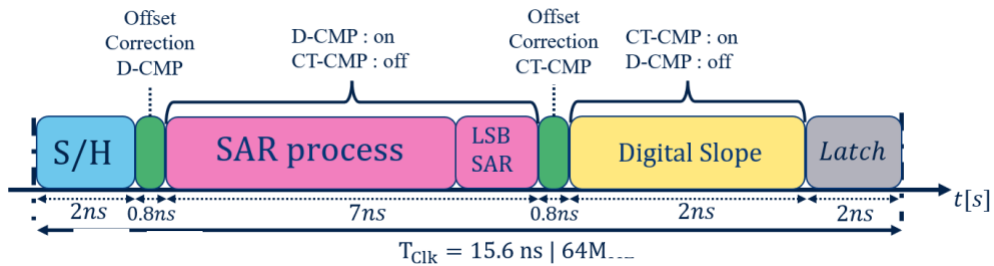 Offset
Correction
D-CMP
D-CMP : on
CT-CMP : off
Offset
Correction
CT-CMP
CT-CMP : on
D-CMP : off
S/H
SAR process
LSB
SAR
Digital Slope
Latch
2ns
0.8ns
7ns
0.8ns
2ns
2ns
t[s]
T_Clk = 15.6 ns | 64M